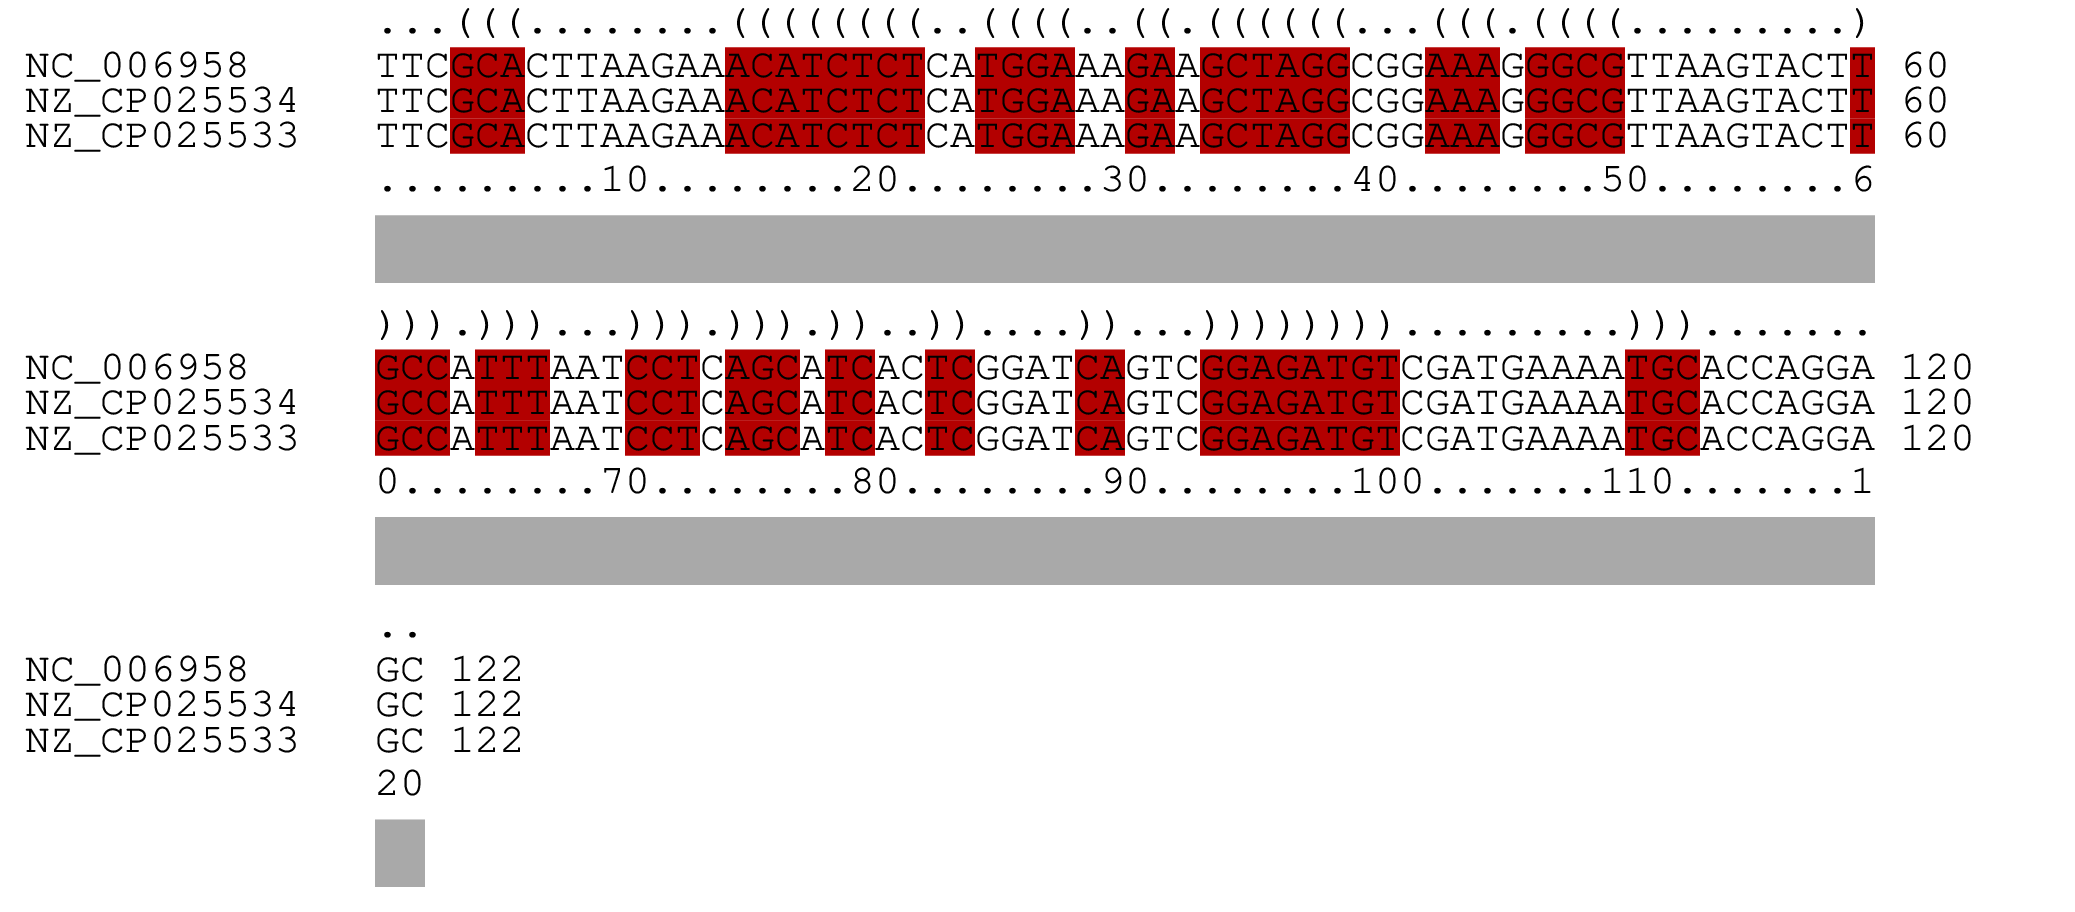 ...(((........((((((((..((((..((.((((((...(((.((((.........)
NC_006958 TTCGCACTTAAGAAACATCTCTCATGGAAAGAAGCTAGGCGGAAAGGGCGTTAAGTACTT 60
NZ_CP025534 TTCGCACTTAAGAAACATCTCTCATGGAAAGAAGCTAGGCGGAAAGGGCGTTAAGTACTT 60
NZ_CP025533 TTCGCACTTAAGAAACATCTCTCATGGAAAGAAGCTAGGCGGAAAGGGCGTTAAGTACTT 60
.........10........20........30........40........50........6
))).)))...))).))).))..))....))...)))))))).........))).......
NC_006958 GCCATTTAATCCTCAGCATCACTCGGATCAGTCGGAGATGTCGATGAAAATGCACCAGGA 120
NZ_CP025534 GCCATTTAATCCTCAGCATCACTCGGATCAGTCGGAGATGTCGATGAAAATGCACCAGGA 120
NZ_CP025533 GCCATTTAATCCTCAGCATCACTCGGATCAGTCGGAGATGTCGATGAAAATGCACCAGGA 120
0........70........80........90........100.......110.......1
..
NC_006958 GC 122
NZ_CP025534 GC 122
NZ_CP025533 GC 122
20